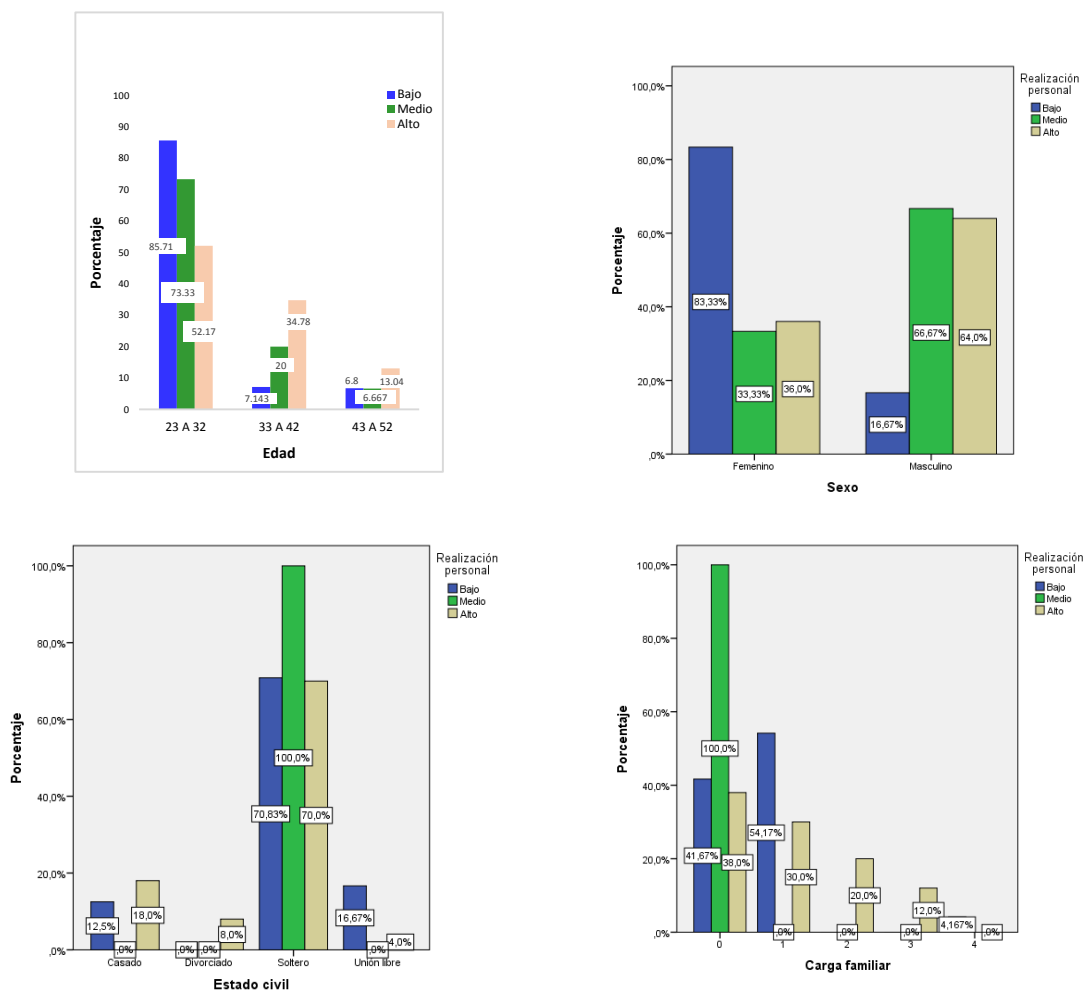 Bajo
Medio
Alto
100
90
80
70
60
50
40
30
20
10
0
Porcentaje
85.71
73.33
52.17
7.143
20
34.78
6.8
6.667
13.04
23 A 32
33 A 42
43 A 52
Edad
Realización
personal
Bajo
Medio
Alto
100,0%
80,0%
60,0%
40,0%
20,0%
,0%
Porcentaje
83,33%
33,33%
36,0%
16,67%
66,67%
64,0%
Femenino
Masculino
Sexo
Realización
personal
Bajo
Medio
Alto
100,0%
80,0%
60,0%
40,0%
20,0%
,0%
Porcentaje
12,5%
,0%
18,0%
,0%
,0%
8,0%
70,83%
100,0%
70,0%
16,67%
,0%
4,0%
Casado
Divorciado
Soltero
Unión libre
Estado civil
Realización
personal
Bajo
Medio
Alto
100,0%
80,0%
60,0%
40,0%
20,0%
,0%
Porcentaje
41,67%
100,0%
38,0%
54,17%
,0%
30,0%
,0%
20,0%
,0%
12,0%
4,167%
,0%
0
1
2
3
4
Carga familiar